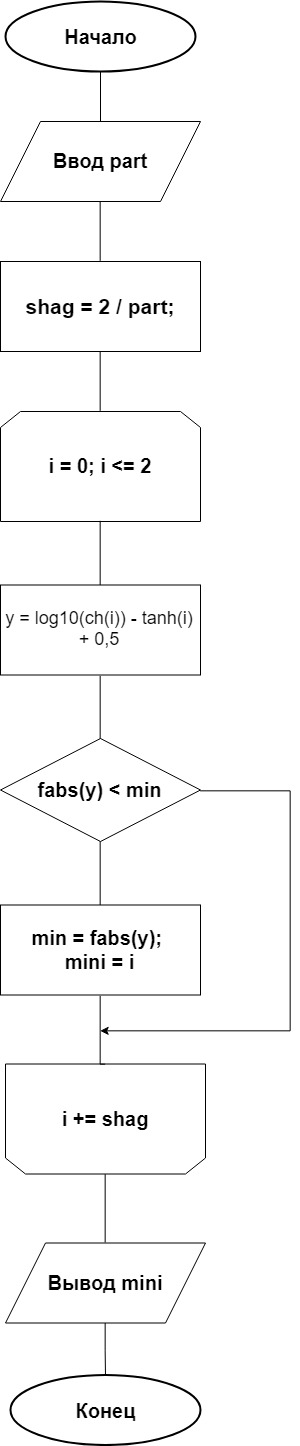 Начало
Ввод part
shag = 2 / part;
i = 0; i <= 2
y = log10(ch(i)) - tanh(i)
+ 0,5
fabs(y) < min
min = fabs(y);
mini = i
i += shag
Вывод mini
Конец